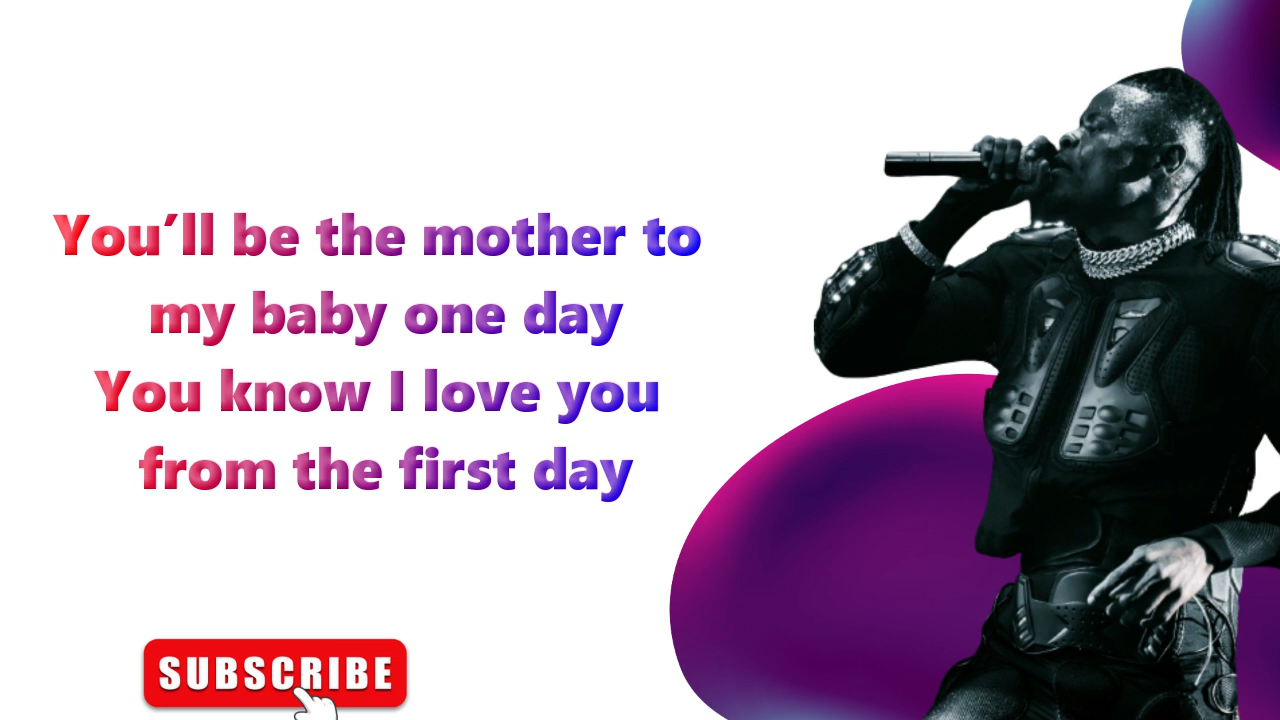 You’ll be the mother to
my baby one day
You know I love you
from the first day
SUBSCRIBE